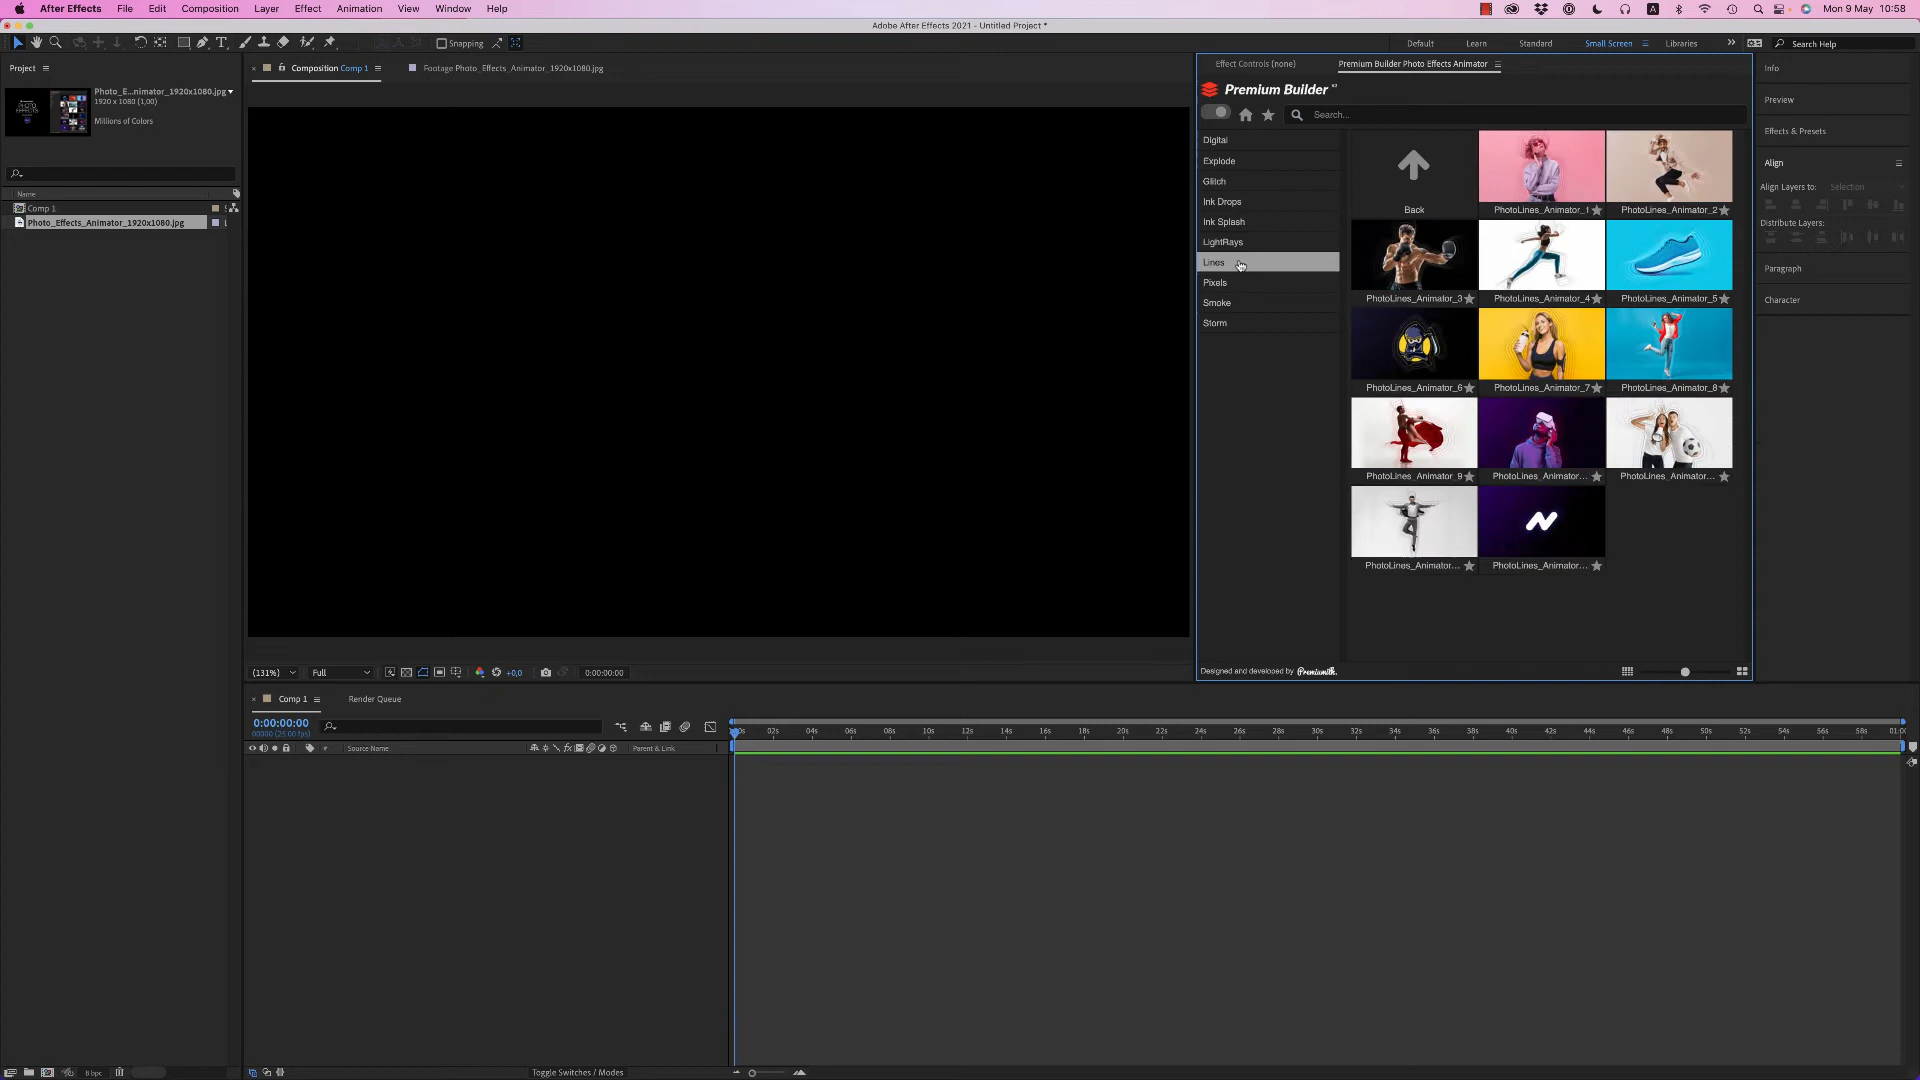 After Effects File Edit Composition Layer Effect Animation View Window Help
Mon 9 May 10:58
Adobe After Effects 2021 - Untitled Project *
Snapping
Default Learn Standard Small Screen Libraries
Search Help
Project
Composition Comp 1
Footage Photo_Effects_Animator_1920x1080.jpg
Effect Controls (none)
Premium Builder Photo Effects Animator
Info
Photo_E...nimator_1920x1080.jpg
1920 x 1080 (1,00)
Millions of Colors
Premium Builder
Search...
Preview
Effects & Presets
Align
Align Layers to: Selection
Distribute Layers:
Paragraph
Character
Name
Comp 1
Photo_Effects_Animator_1920x1080.jpg
Digital
Explode
Glitch
Ink Drops
Ink Splash
LightRays
Lines
Pixels
Smoke
Storm
Back
PhotoLines_Animator_1
PhotoLines_Animator_2
PhotoLines_Animator_3
PhotoLines_Animator_4
PhotoLines_Animator_5
PhotoLines_Animator_6
PhotoLines_Animator_7
PhotoLines_Animator_8
PhotoLines_Animator_9
PhotoLines_Animator...
PhotoLines_Animator...
PhotoLines_Animator...
PhotoLines_Animator...
Designed and developed by Premiumilk.
(131%) Full +0,0 0:00:00:00
Comp 1 Render Queue
0:00:00:00
00000 (25.00 fps)
02s 04s 06s 08s 10s 12s 14s 16s 18s 20s 22s 24s 26s 28s 30s 32s 34s 36s 38s 40s 42s 44s 46s 48s 50s 52s 54s 56s 58s 01:00
# Source Name Parent & Link
8 bpc
Toggle Switches / Modes